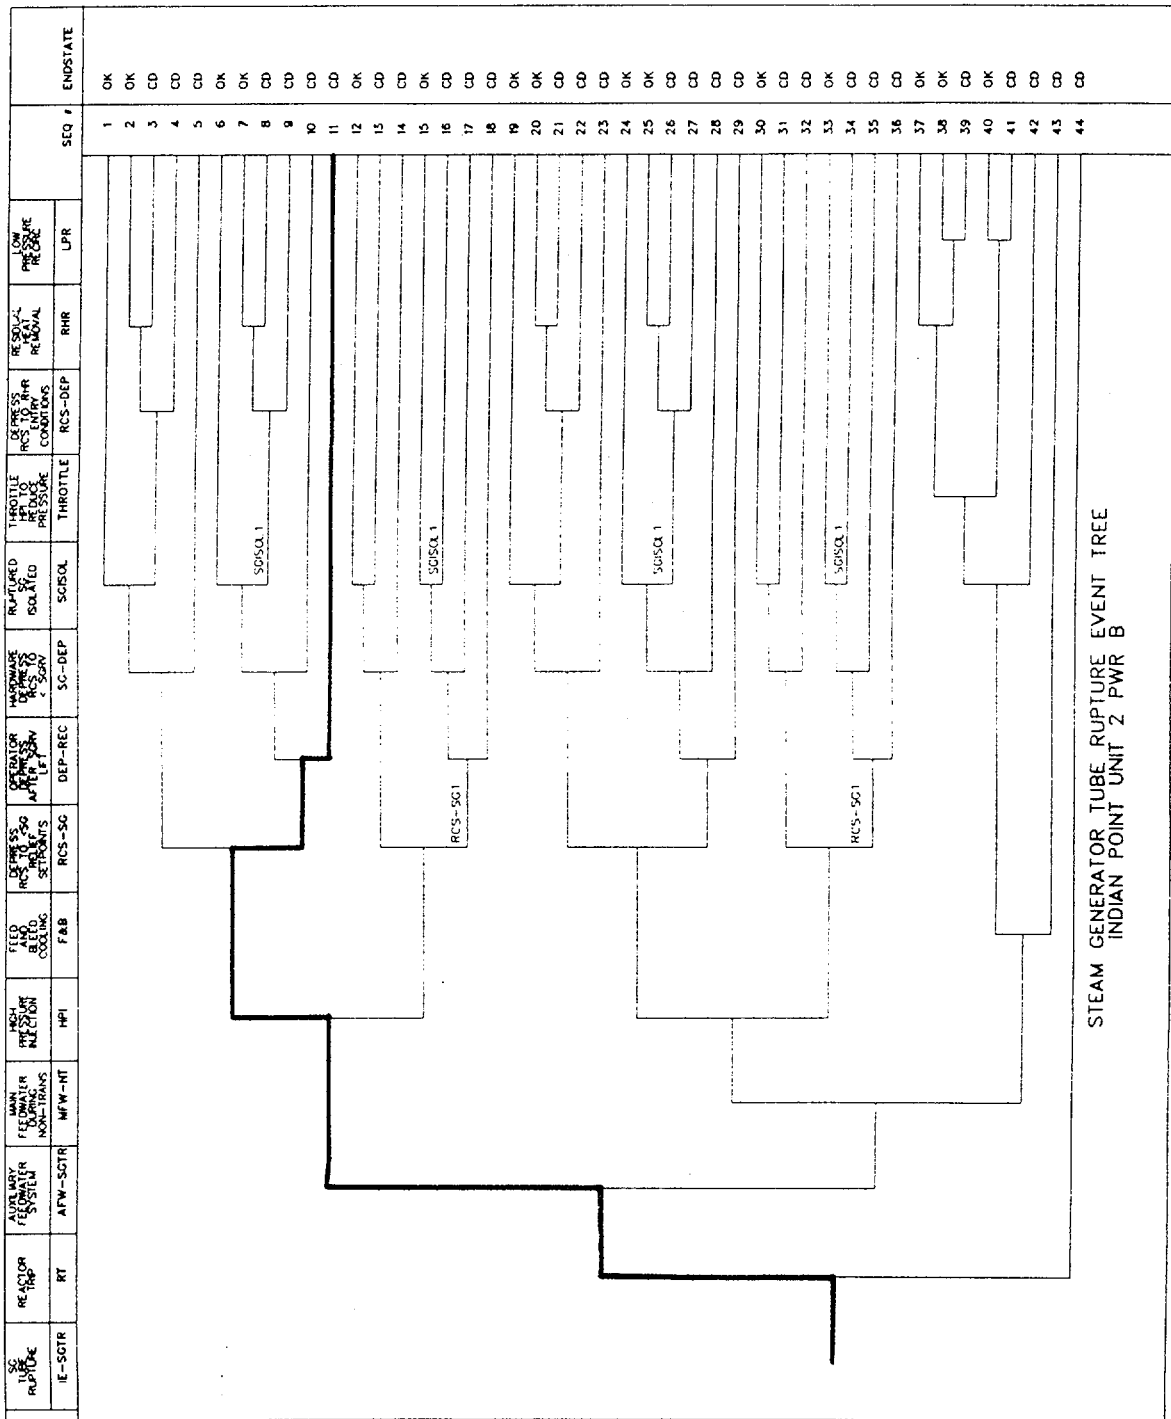 SG
TUBE
RUPTURE
IE-SGTR
REACTOR
TRIP
RT
AUXILIARY
FEEDWATER
SYSTEM
AFW-SGTR
MAIN
FEEDWATER
DURING
NON-TRANS
MFW-NT
HIGH
PRESSURE
INJECTION
HPI
FEED
AND
BLEED
COOLING
F&B
DEPRESS
RCS TO <SG
RELIEF
SETPOINTS
RCS-SG
OPERATOR
DEPRESS
AFTER SGRV
LIFT
DEP-REC
HARDWARE
DEPRESS
RCS TO
< SGRV
SG-DEP
RUPTURED
SG
ISOLATED
SGISOL
THROTTLE
HPI TO
REDUCE
PRESSURE
THROTTLE
DEPRESS
RCS TO RHR
ENTRY
CONDITIONS
RCS-DEP
RESIDUAL
HEAT
REMOVAL
RHR
LOW
PRESSURE
RECIRC
LPR
SEQ # ENDSTATE
1 OK
2 OK
3 CD
4 CD
5 CD
6 OK
7 OK
8 CD
9 CD
10 CD
11 CD
12 OK
13 CD
14 CD
15 OK
16 CD
17 CD
18 CD
19 OK
20 OK
21 CD
22 CD
23 CD
24 OK
25 OK
26 CD
27 CD
28 CD
29 CD
30 OK
31 CD
32 CD
33 OK
34 CD
35 CD
36 CD
37 OK
38 OK
39 CD
40 OK
41 CD
42 CD
43 CD
44 CD
SGISOL1
SGISOL1
RCS-SG1
SGISOL1
SGISOL1
RCS-SG1
STEAM GENERATOR TUBE RUPTURE EVENT TREE
INDIAN POINT UNIT 2 PWR B